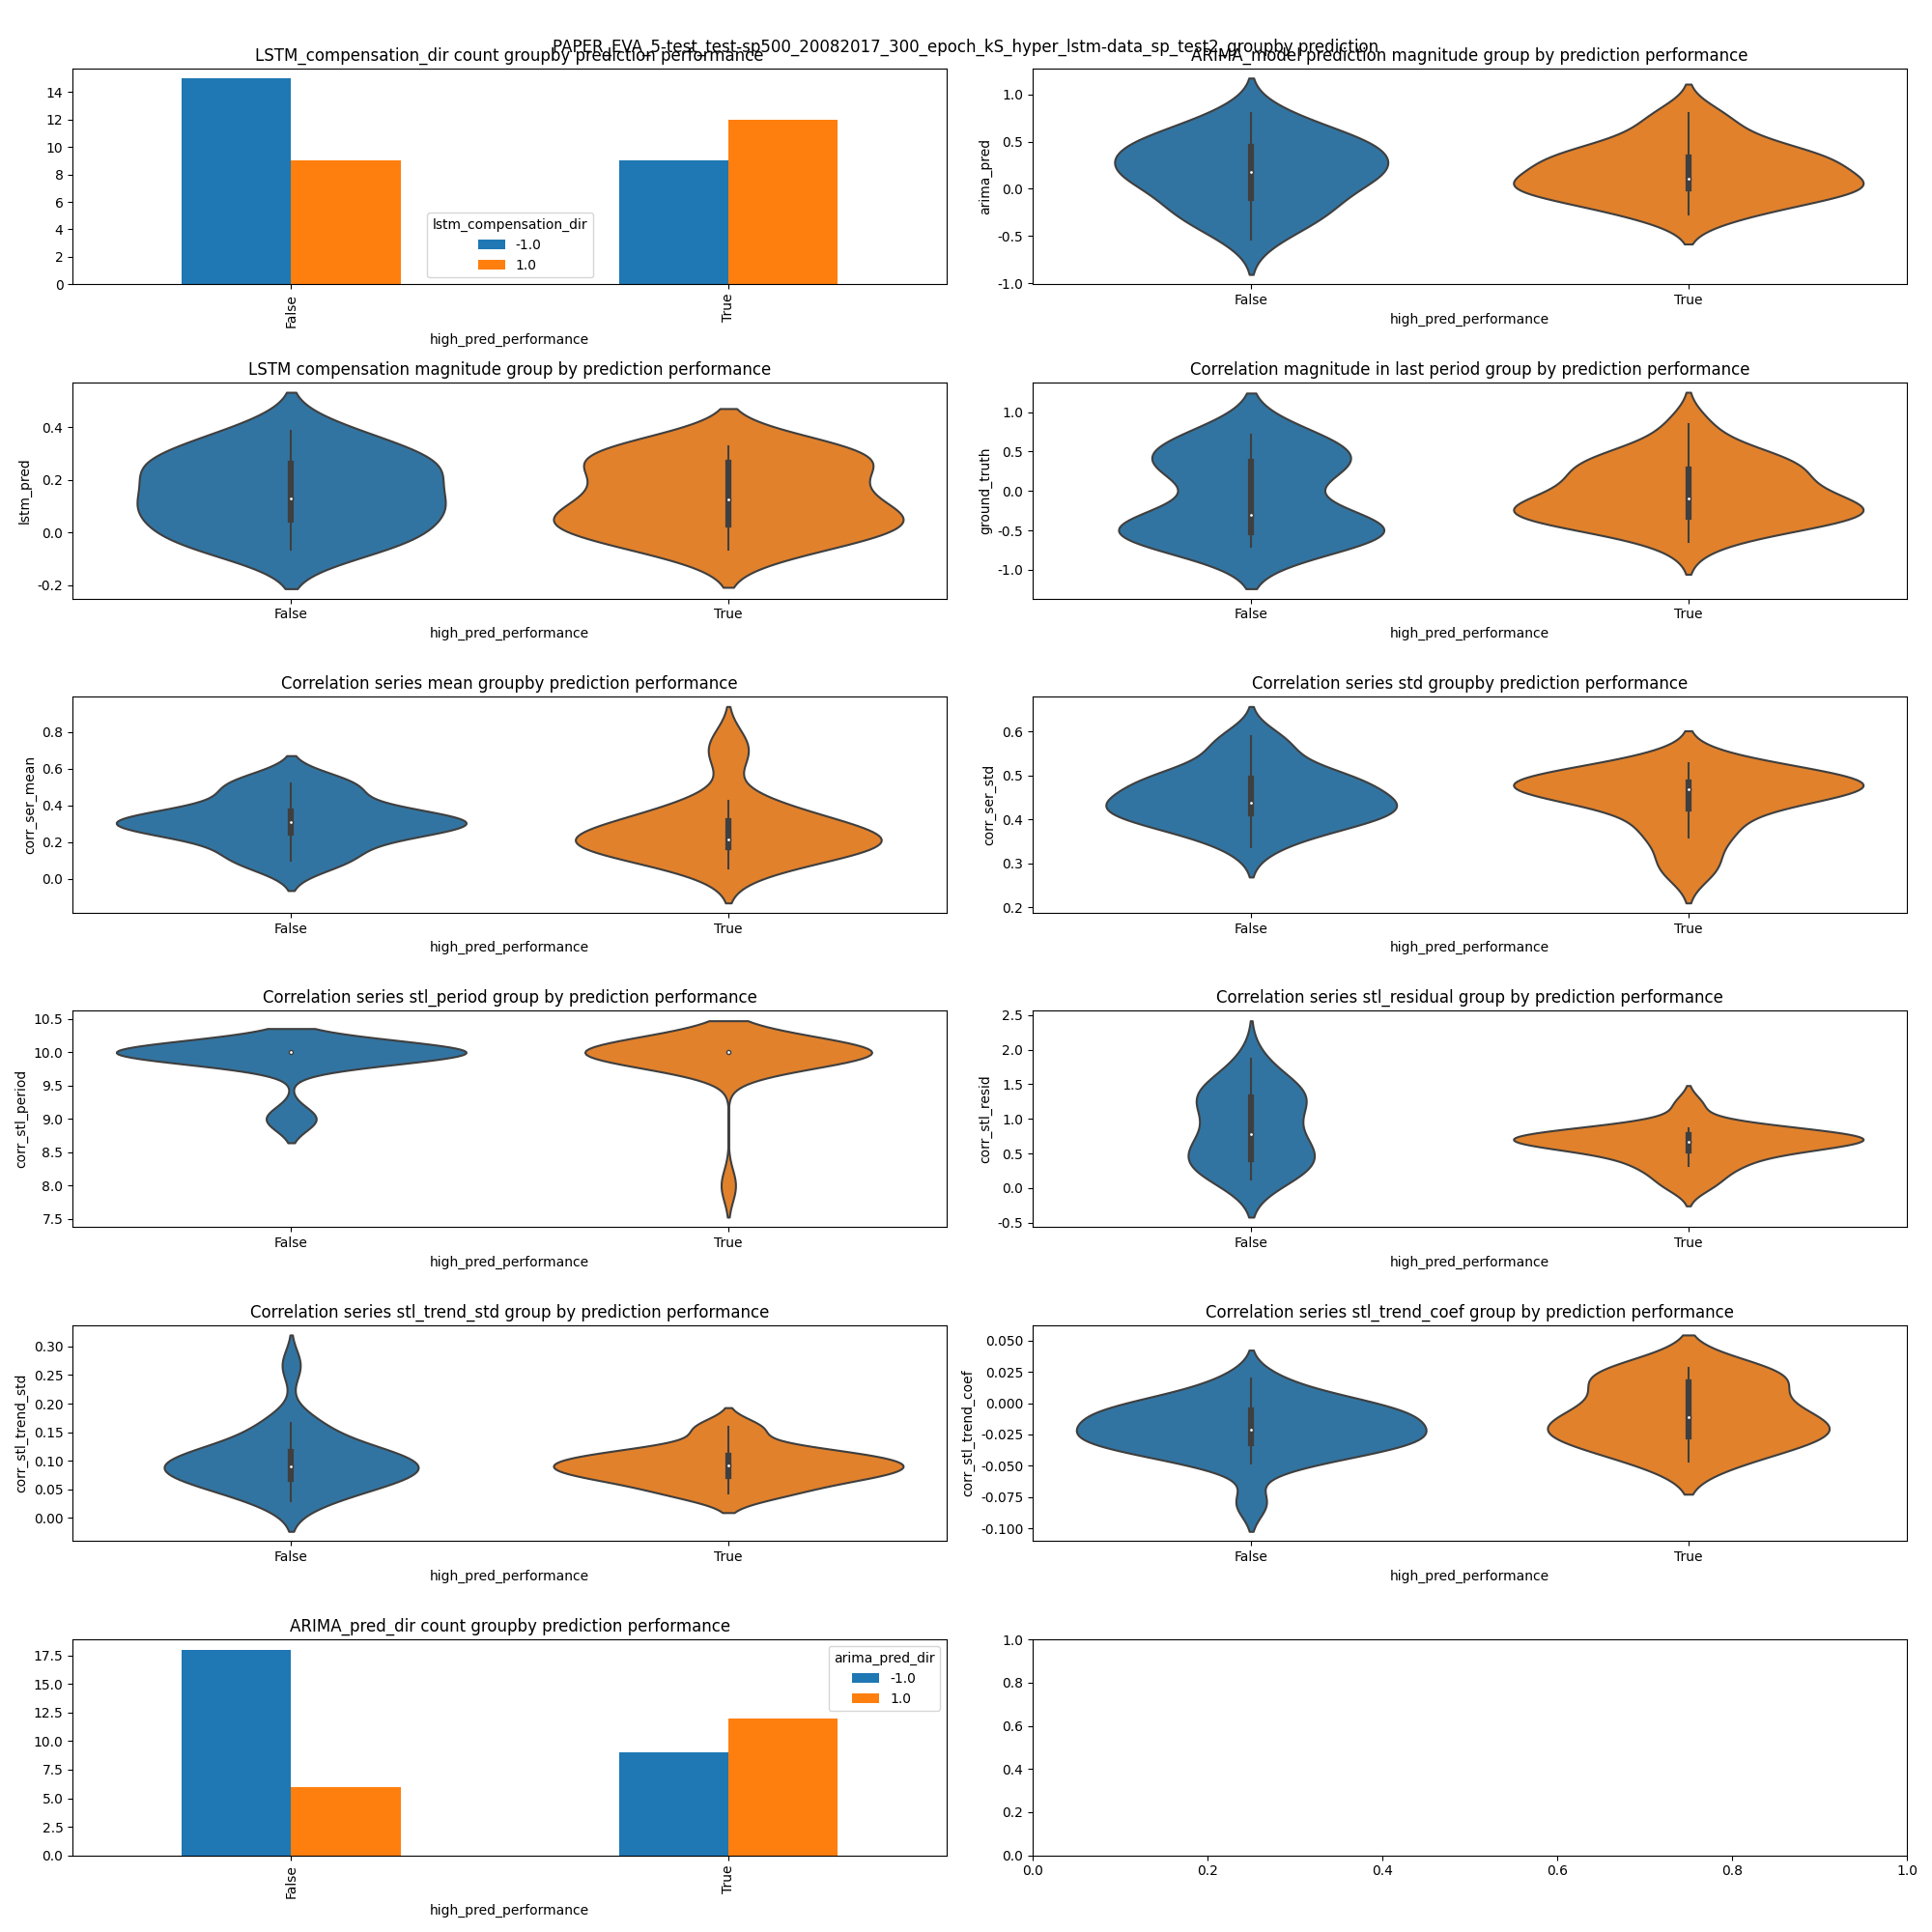 PAPER_EVA_5-test_test-sp500_20082017_300_epoch_kS_hyper_lstm-data_sp_test2_groupby prediction
LSTM_compensation_dir count groupby prediction performance
14
12
10
8
6
4
2
0
lstm_compensation_dir
-1.0
1.0
False
True
high_pred_performance
ARIMA_model prediction magnitude group by prediction performance
arima_pred
1.0
0.5
0.0
-0.5
-1.0
False
True
high_pred_performance
LSTM compensation magnitude group by prediction performance
lstm_pred
0.4
0.2
0.0
-0.2
False
True
high_pred_performance
Correlation magnitude in last period group by prediction performance
ground_truth
1.0
0.5
0.0
-0.5
-1.0
False
True
high_pred_performance
Correlation series mean groupby prediction performance
corr_ser_mean
0.8
0.6
0.4
0.2
0.0
False
True
high_pred_performance
Correlation series std groupby prediction performance
corr_ser_std
0.6
0.5
0.4
0.3
0.2
False
True
high_pred_performance
Correlation series stl_period group by prediction performance
corr_stl_period
10.5
10.0
9.5
9.0
8.5
8.0
7.5
False
True
high_pred_performance
Correlation series stl_residual group by prediction performance
corr_stl_resid
2.5
2.0
1.5
1.0
0.5
0.0
-0.5
False
True
high_pred_performance
Correlation series stl_trend_std group by prediction performance
corr_stl_trend_std
0.30
0.25
0.20
0.15
0.10
0.05
0.00
False
True
high_pred_performance
Correlation series stl_trend_coef group by prediction performance
corr_stl_trend_coef
0.050
0.025
0.000
-0.025
-0.050
-0.075
-0.100
False
True
high_pred_performance
ARIMA_pred_dir count groupby prediction performance
17.5
15.0
12.5
10.0
7.5
5.0
2.5
0.0
arima_pred_dir
-1.0
1.0
False
True
high_pred_performance
1.0
0.8
0.6
0.4
0.2
0.0
0.0
0.2
0.4
0.6
0.8
1.0